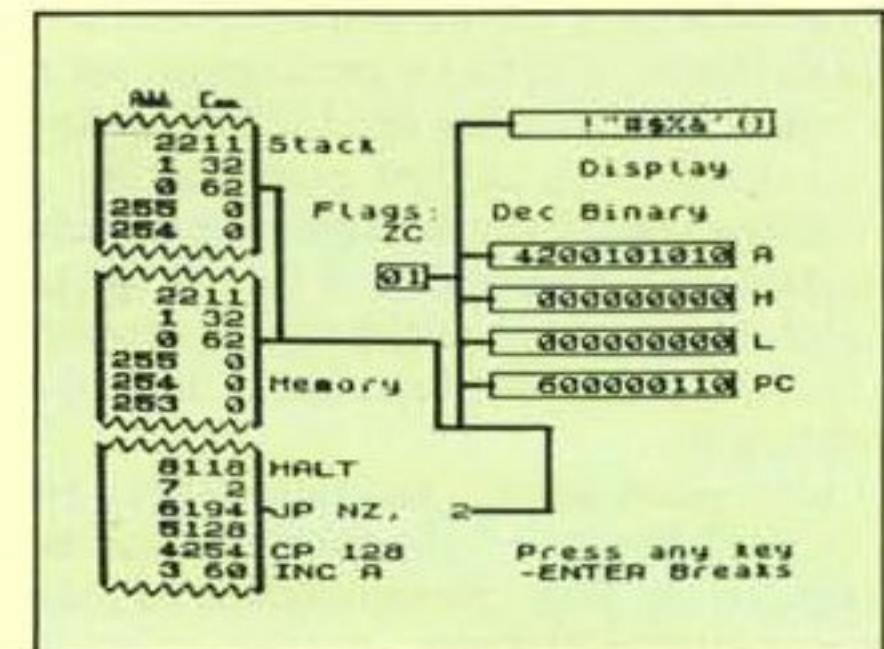 Add. Con.
2211 Stack
1 32
0 62
255 0
254 0
2211
1 32
0 62
255 0
254 0 Memory
253 0
8118 HALT
7 2
6194 JP NZ, 2
5128
4254 CP 128
3 60 INC A
!"#$%&'()
Display
Flags: Dec Binary
ZC
01
4200101010 A
000000000 H
000000000 L
600000110 PC
Press any key
-ENTER Breaks